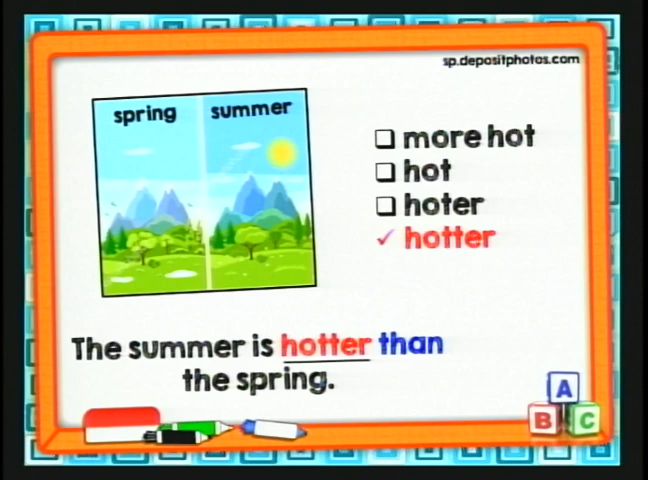 sp.depositphotos.com
spring
summer
more hot
hot
hoter
hotter
The summer is hotter than
the spring.
A
B C